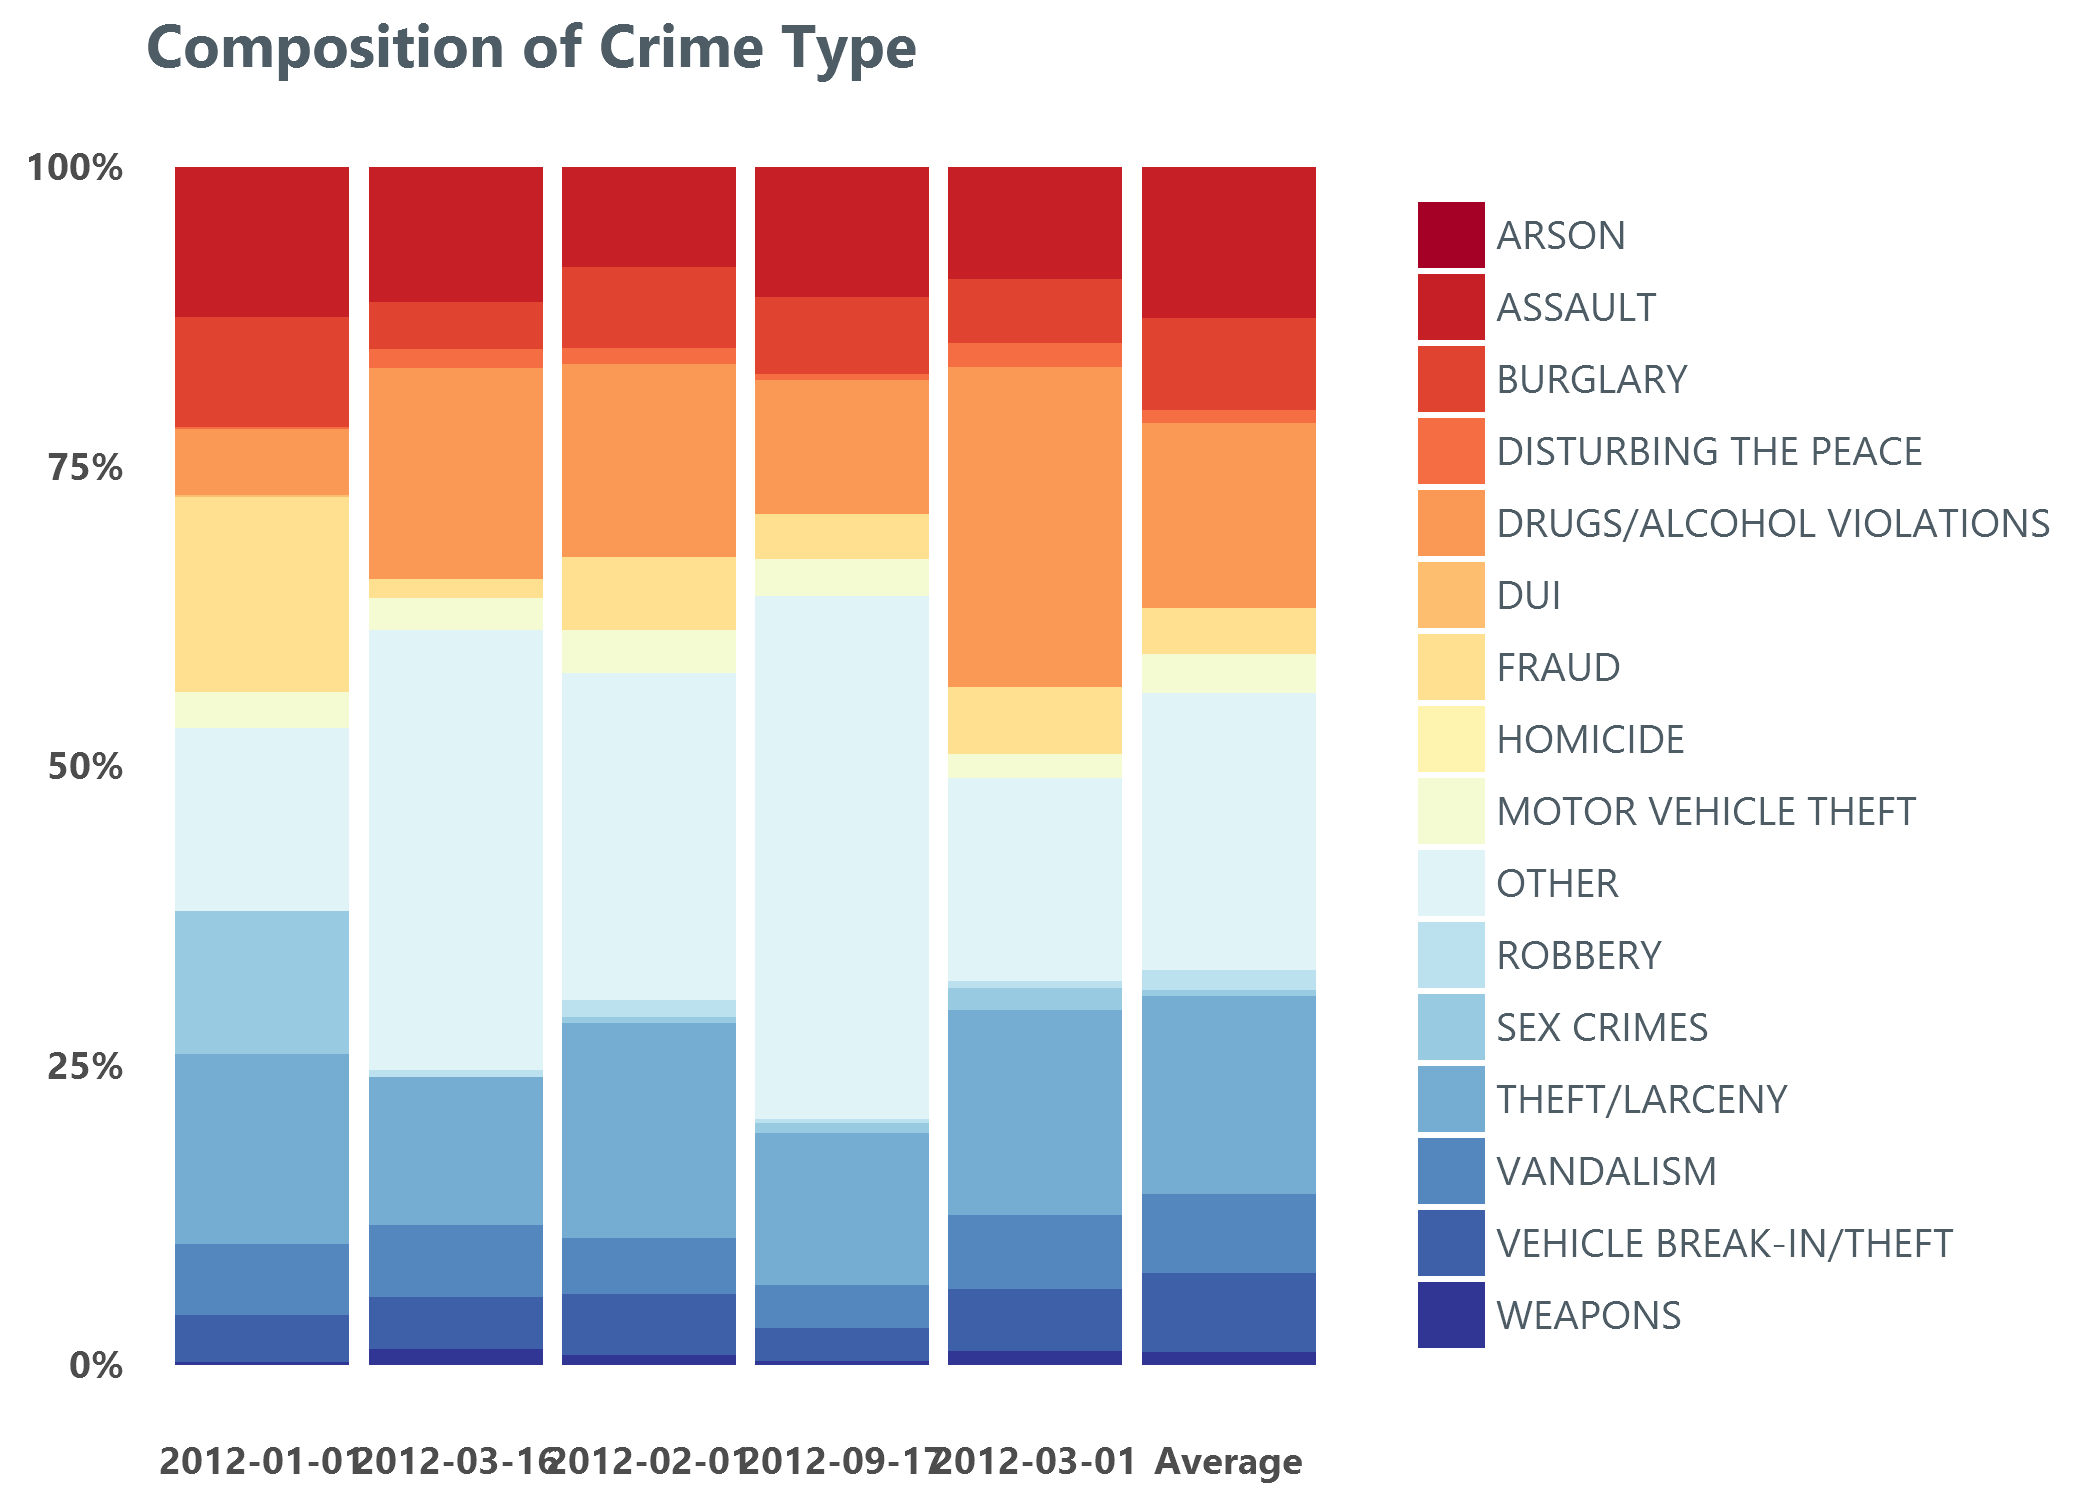 Composition of Crime Type
100%
75%
50%
25%
0%
2012-01-01
2012-03-16
2012-02-01
2012-09-17
2012-03-01
Average
ARSON
ASSAULT
BURGLARY
DISTURBING THE PEACE
DRUGS/ALCOHOL VIOLATIONS
DUI
FRAUD
HOMICIDE
MOTOR VEHICLE THEFT
OTHER
ROBBERY
SEX CRIMES
THEFT/LARCENY
VANDALISM
VEHICLE BREAK-IN/THEFT
WEAPONS